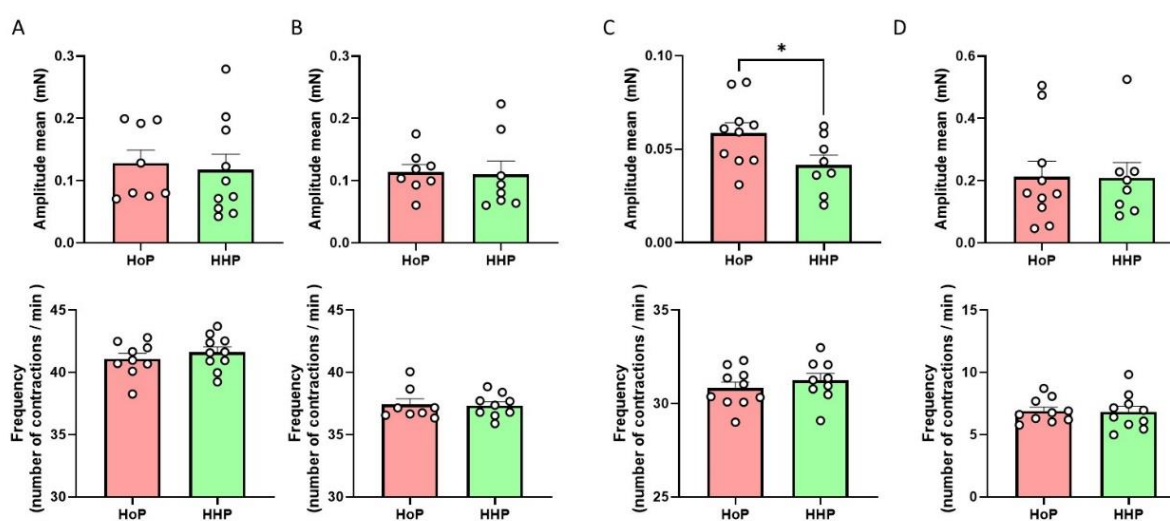 A
Amplitude mean (mN)
0.3
0.2
0.1
0.0
HoP HHP
B
Amplitude mean (mN)
0.3
0.2
0.1
0.0
HoP HHP
C
Amplitude mean (mN)
0.10
0.05
0.00
*
HoP HHP
D
Amplitude mean (mN)
0.6
0.4
0.2
0.0
HoP HHP
Frequency
(number of contractions / min )
45
40
35
30
HoP HHP
Frequency
(number of contractions / min )
45
40
35
30
HoP HHP
Frequency
(number of contractions / min )
35
30
25
HoP HHP
Frequency
(number of contractions / min )
15
10
5
0
HoP HHP